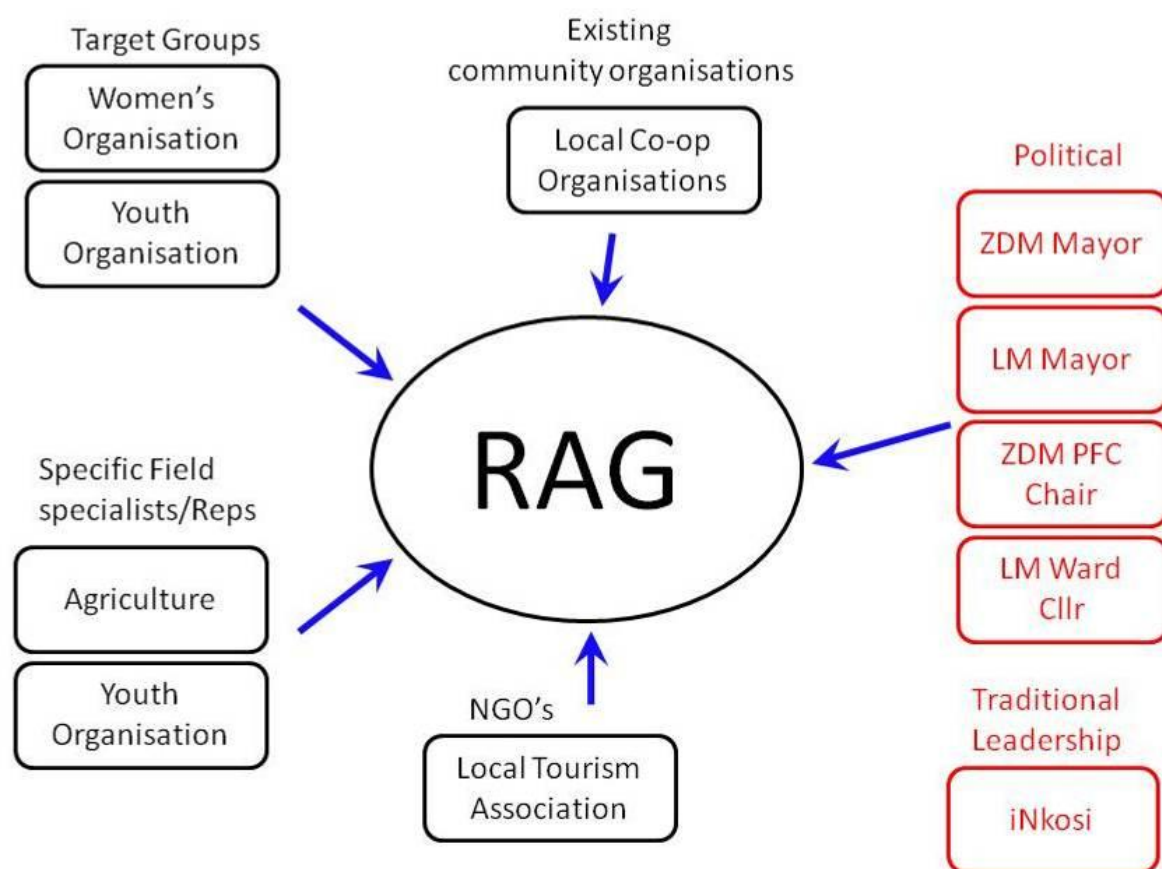 Target Groups
Women's
Organisation
Youth
Organisation
Existing
community organisations
Local Co-op
Organisations
Political
ZDM Mayor
LM Mayor
ZDM PFC
Chair
LM Ward
Cllr
RAG
Specific Field
specialists/Reps
Agriculture
Youth
Organisation
NGO's
Local Tourism
Association
Traditional
Leadership
iNkosi